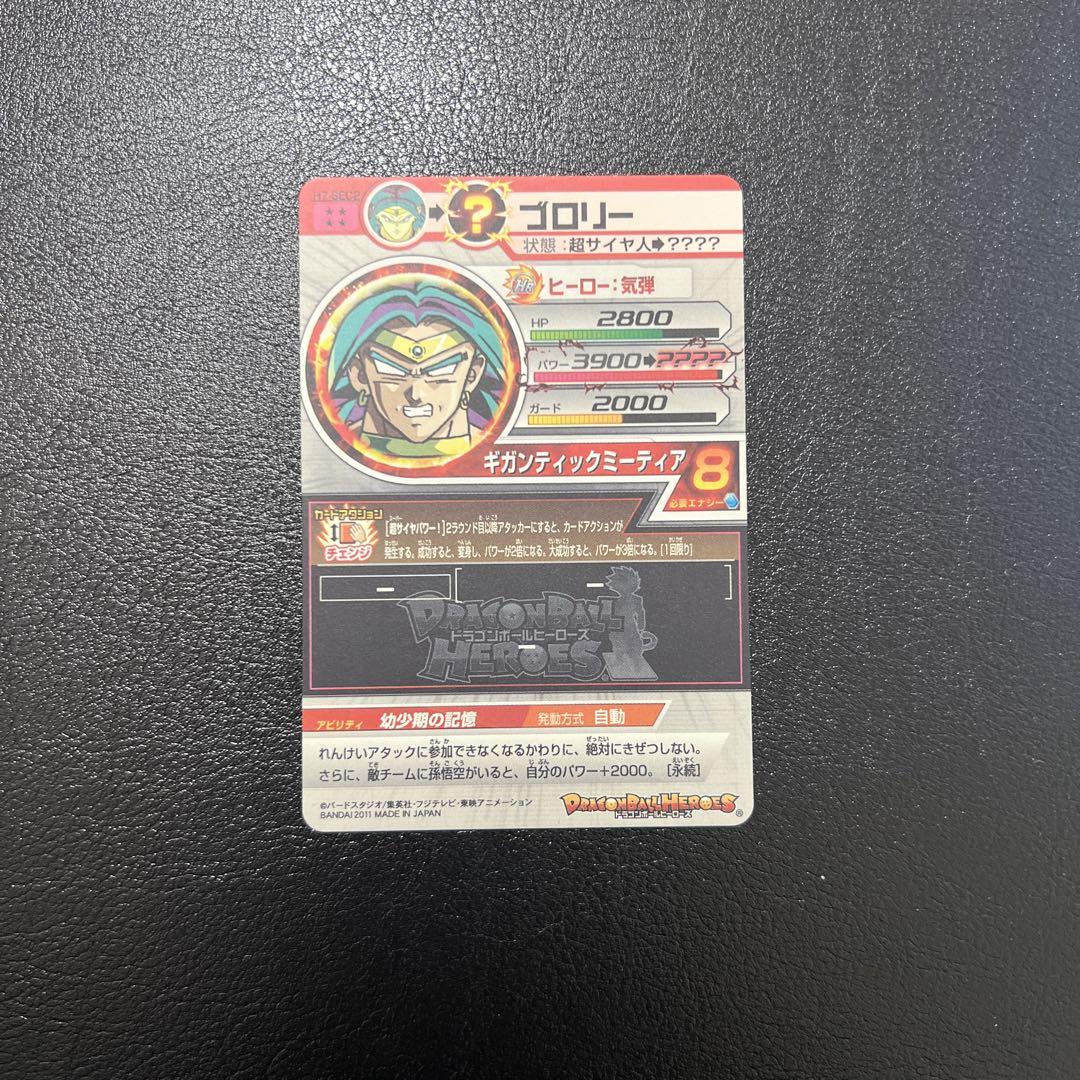 H7-SEC2
?
ブロリー
状態:超サイヤ人➡????
HR ヒーロー:気弾
HP 2800
パワー 3900➡????
ガード 2000
ギガンティックミーティア 8
必要エナジー
カードアクション
チェンジ
[超サイヤパワー!]2ラウンド目以降アタッカーにすると、カードアクションが
発生する。成功すると、変身し、パワーが2倍になる。大成功すると、パワーが3倍になる。[1回限り]
DRAGONBALL
ドラゴンボールヒーローズ
HEROES
アビリティ 幼少期の記憶 発動方式 自動
れんけいアタックに参加できなくなるかわりに、絶対にきぜつしない。
さらに、敵チームに孫悟空がいると、自分のパワー+2000。[永続]
©バードスタジオ/集英社・フジテレビ・東映アニメーション
BANDAI 2011 MADE IN JAPAN
DRAGONBALL HEROES
ドラゴンボールヒーローズ
®